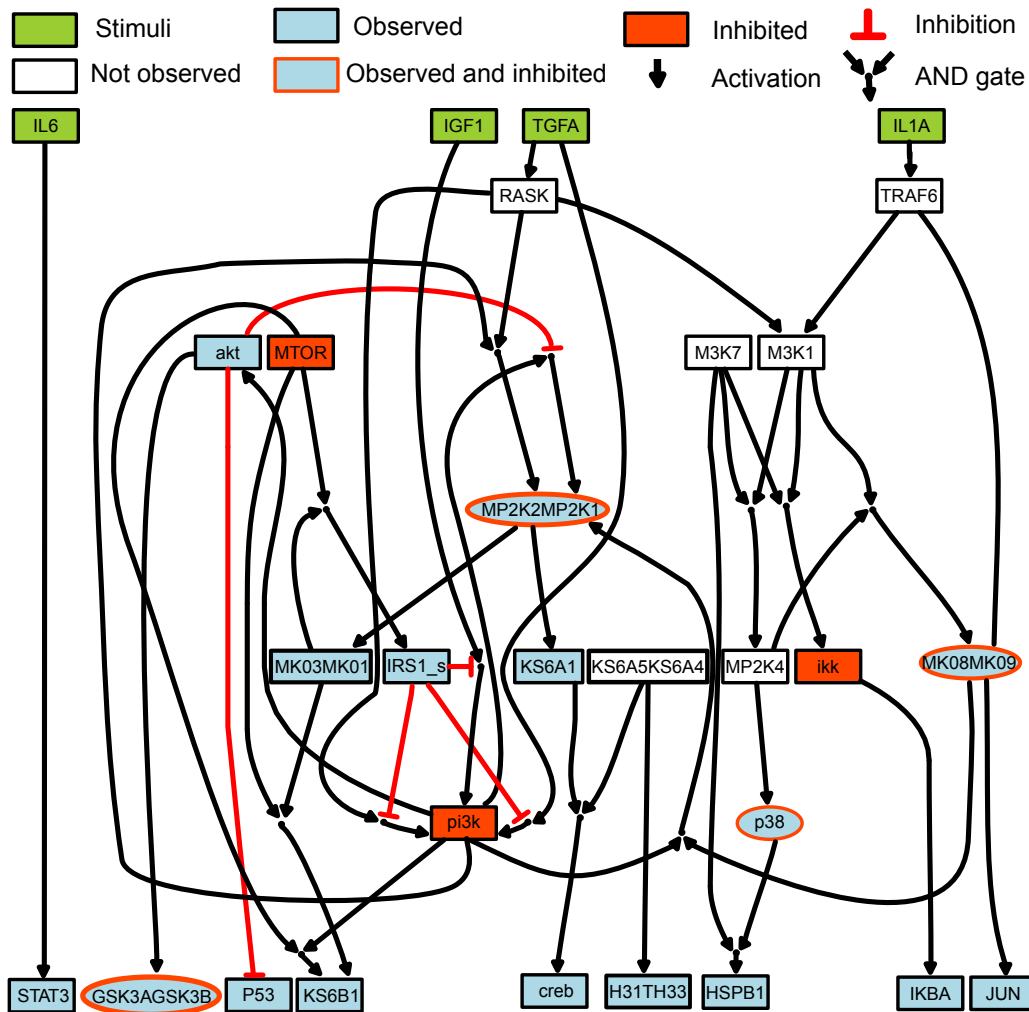 Stimuli Observed Inhibited Inhibition
Not observed Observed and inhibited Activation AND gate
IL6 IGF1 TGFA IL1A
RASK TRAF6
akt MTOR M3K7 M3K1
MP2K2MP2K1
MK03MK01 IRS1_s KS6A1 KS6A5KS6A4 MP2K4 ikk MK08MK09
pi3k p38
STAT3 GSK3AGSK3B P53 KS6B1 creb H31TH33 HSPB1 IKBA JUN